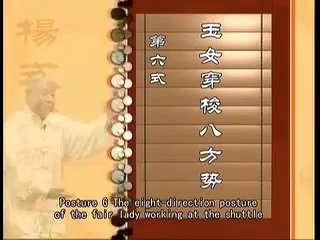 第六式
玉女穿梭八方势
楊
Posture 6 The eight-direction posture
of the fair lady working at the shuttle